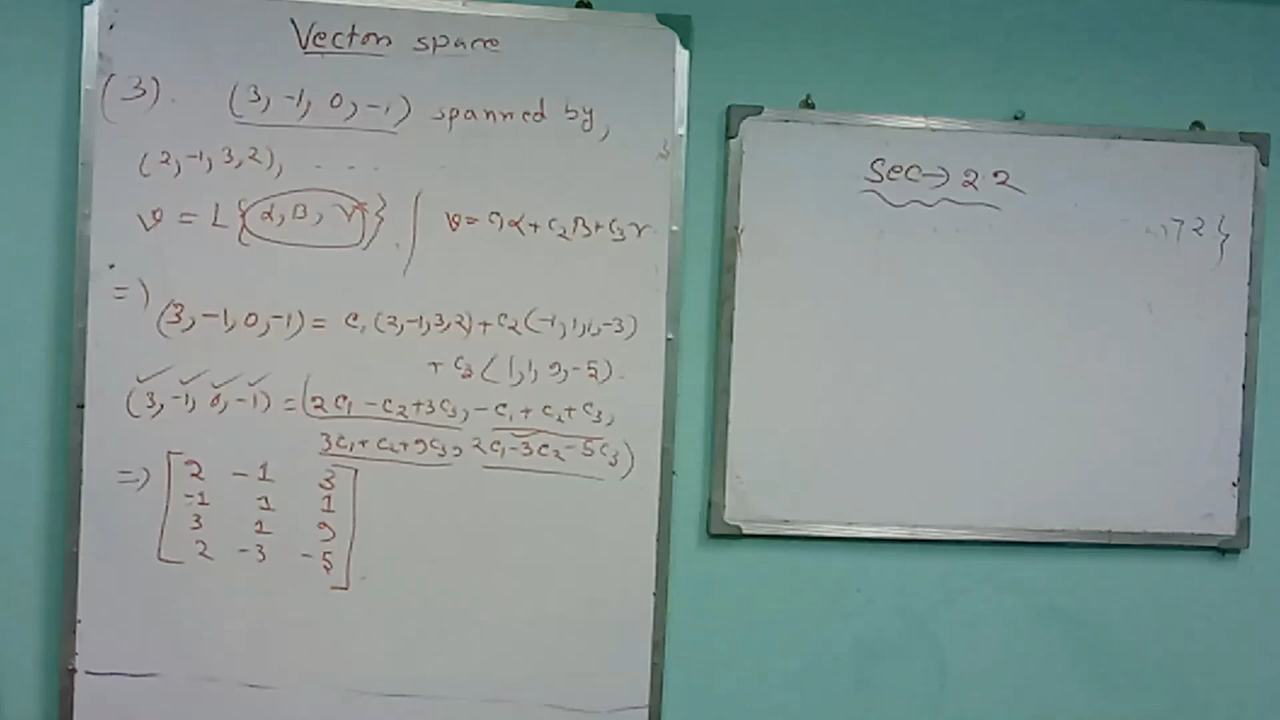 Vector space
(3). (3, -1, 0, -1) spanned by,
(2, -1, 3, 2), . . . .
v = L{α, β, γ}. | v = c1α + c2β + c3γ
=) (3, -1, 0, -1) = c1 (2, -1, 3, 2) + c2 (-1, 1, 1, -3)
+ c3 (1, 1, 9, -5).
(3, -1, 0, -1) = (2c1 - c2 + 3c3, -c1 + c2 + c3,
3c1 + c2 + 9c3, 2c1 - 3c2 - 5c3)
=) [ 2 -1 3
-1 1 1
3 1 9
2 -3 -5 ]
Sec→ 2.2
72}